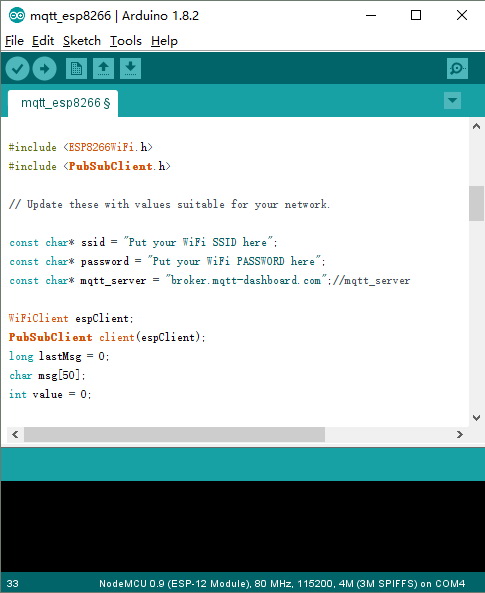 mqtt_esp8266 | Arduino 1.8.2
File Edit Sketch Tools Help
mqtt_esp8266 §
#include <ESP8266WiFi.h>
#include <PubSubClient.h>
// Update these with values suitable for your network.
const char* ssid = "Put your WiFi SSID here";
const char* password = "Put your WiFi PASSWORD here";
const char* mqtt_server = "broker.mqtt-dashboard.com";//mqtt_server
WiFiClient espClient;
PubSubClient client(espClient);
long lastMsg = 0;
char msg[50];
int value = 0;
33 NodeMCU 0.9 (ESP-12 Module), 80 MHz, 115200, 4M (3M SPIFFS) on COM4